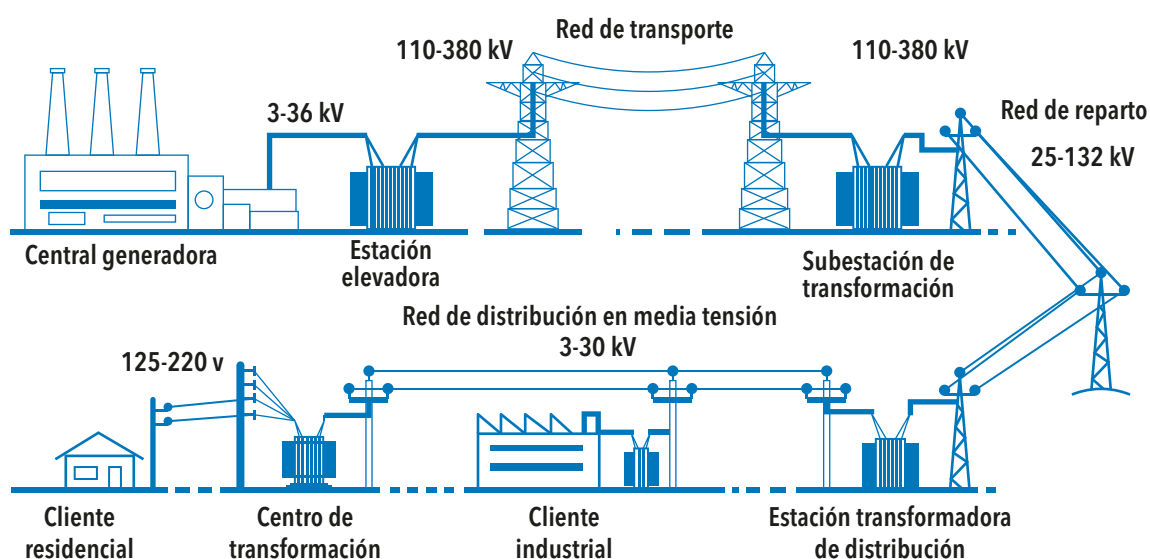 Red de transporte
110-380 kV
110-380 kV
3-36 kV
Red de reparto
25-132 kV
Central generadora
Estación
elevadora
Subestación de
transformación
Red de distribución en media tensión
3-30 kV
125-220 v
Cliente
residencial
Centro de
transformación
Cliente
industrial
Estación transformadora
de distribución